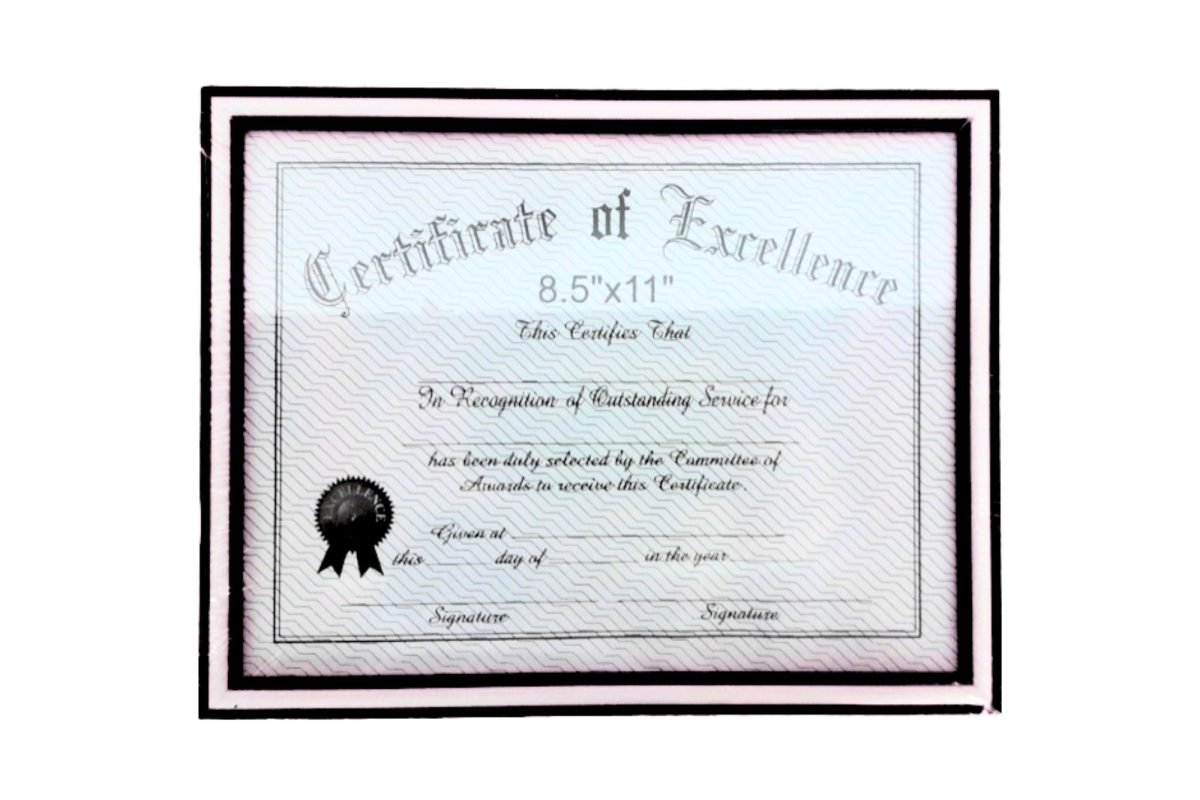 Certificate of Excellence
8.5"x11"
This Certifies That
In Recognition of Outstanding Service for
has been duly selected by the Committee of
Awards to receive this Certificate.
EXCELLENCE
Given at
this day of in the year
Signature Signature